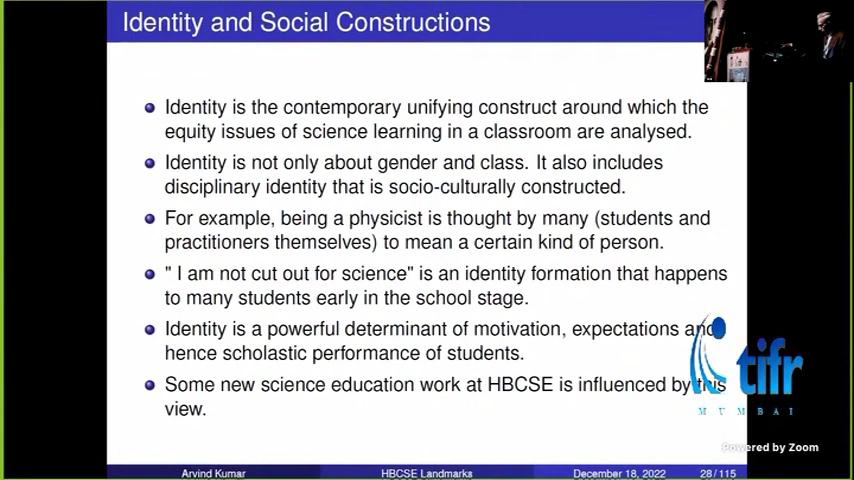 Identity and Social Constructions
Identity is the contemporary unifying construct around which the
equity issues of science learning in a classroom are analysed.
Identity is not only about gender and class. It also includes
disciplinary identity that is socio-culturally constructed.
For example, being a physicist is thought by many (students and
practitioners themselves) to mean a certain kind of person.
" I am not cut out for science" is an identity formation that happens
to many students early in the school stage.
Identity is a powerful determinant of motivation, expectations and
hence scholastic performance of students.
Some new science education work at HBCSE is influenced by this
view.
tifr
MUMBAI
Powered by Zoom
Arvind Kumar HBCSE Landmarks December 18, 2022 28 / 115